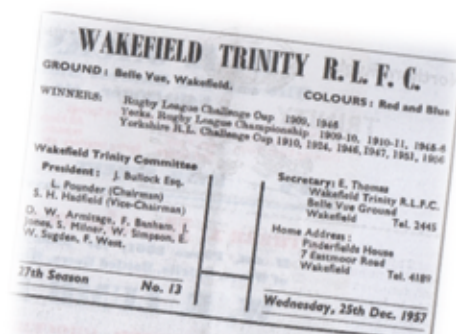 WAKEFIELD TRINITY R. L. F. C.
GROUND: Belle Vue, Wakefield.
COLOURS: Red and Blue
WINNERS: Rugby League Challenge Cup 1909, 1946
Yorks. Rugby League Championship 1909-10, 1910-11, 1945-6
Yorkshire R.L. Challenge Cup 1910, 1924, 1946, 1947, 1951, 1956
Wakefield Trinity Committee
President: J. Bullock Esq.
L. Pounder (Chairman)
S. H. Hadfield (Vice-Chairman)
O. W. Armitage, F. Benham, J.
Jones, S. Milner, W. Simpson, E.
W. Sugden, F. West.
27th Season No. 13
Secretary: E. Thomas
Wakefield Trinity R.L.F.C.
Belle Vue Ground
Wakefield Tel. 2445
Home Address:
Pinderfields House
7 Eastmoor Road
Wakefield Tel. 4189
Wednesday, 25th Dec. 1957